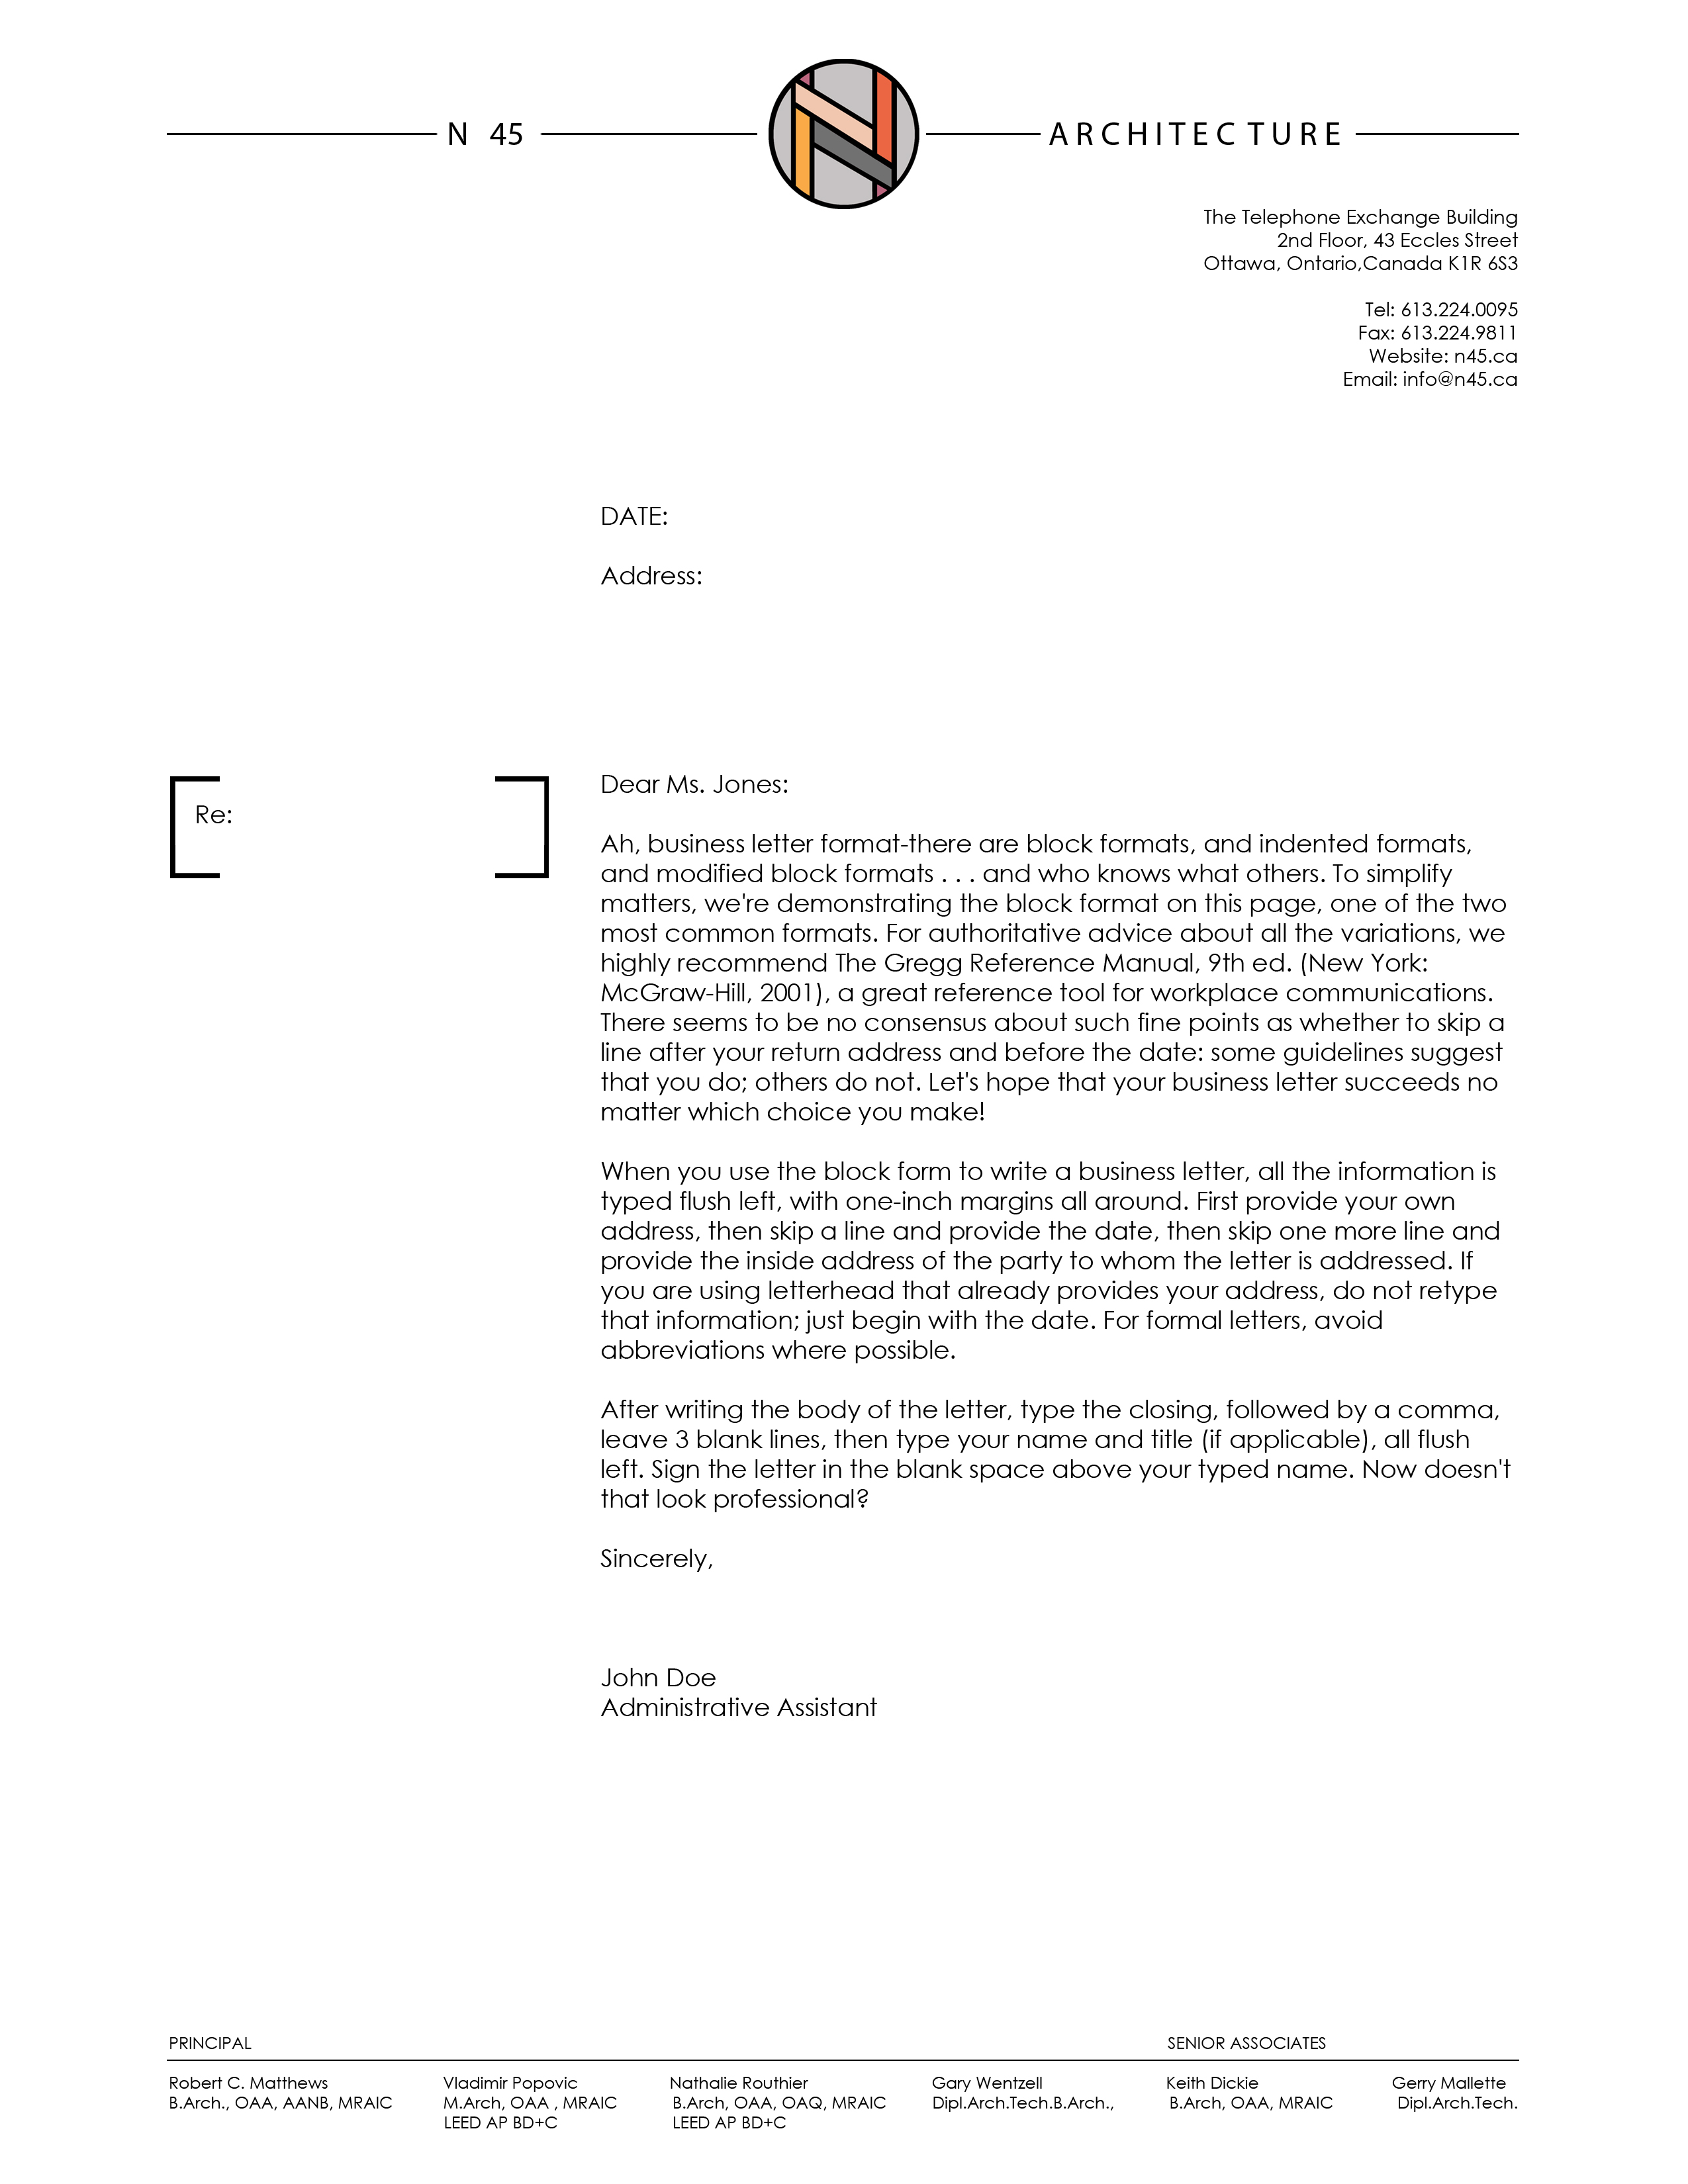 N 45 ARCHITECTURE
The Telephone Exchange Building
2nd Floor, 43 Eccles Street
Ottawa, Ontario,Canada K1R 6S3
Tel: 613.224.0095
Fax: 613.224.9811
Website: n45.ca
Email: info@n45.ca
DATE:
Address:
Re:
Dear Ms. Jones:
Ah, business letter format-there are block formats, and indented formats,
and modified block formats . . . and who knows what others. To simplify
matters, we're demonstrating the block format on this page, one of the two
most common formats. For authoritative advice about all the variations, we
highly recommend The Gregg Reference Manual, 9th ed. (New York:
McGraw-Hill, 2001), a great reference tool for workplace communications.
There seems to be no consensus about such fine points as whether to skip a
line after your return address and before the date: some guidelines suggest
that you do; others do not. Let's hope that your business letter succeeds no
matter which choice you make!
When you use the block form to write a business letter, all the information is
typed flush left, with one-inch margins all around. First provide your own
address, then skip a line and provide the date, then skip one more line and
provide the inside address of the party to whom the letter is addressed. If
you are using letterhead that already provides your address, do not retype
that information; just begin with the date. For formal letters, avoid
abbreviations where possible.
After writing the body of the letter, type the closing, followed by a comma,
leave 3 blank lines, then type your name and title (if applicable), all flush
left. Sign the letter in the blank space above your typed name. Now doesn't
that look professional?
Sincerely,
John Doe
Administrative Assistant
PRINCIPAL
SENIOR ASSOCIATES
Robert C. Matthews
B.Arch., OAA, AANB, MRAIC
Vladimir Popovic
M.Arch, OAA , MRAIC
LEED AP BD+C
Nathalie Routhier
B.Arch, OAA, OAQ, MRAIC
LEED AP BD+C
Gary Wentzell
Dipl.Arch.Tech.B.Arch.,
Keith Dickie
B.Arch, OAA, MRAIC
Gerry Mallette
Dipl.Arch.Tech.